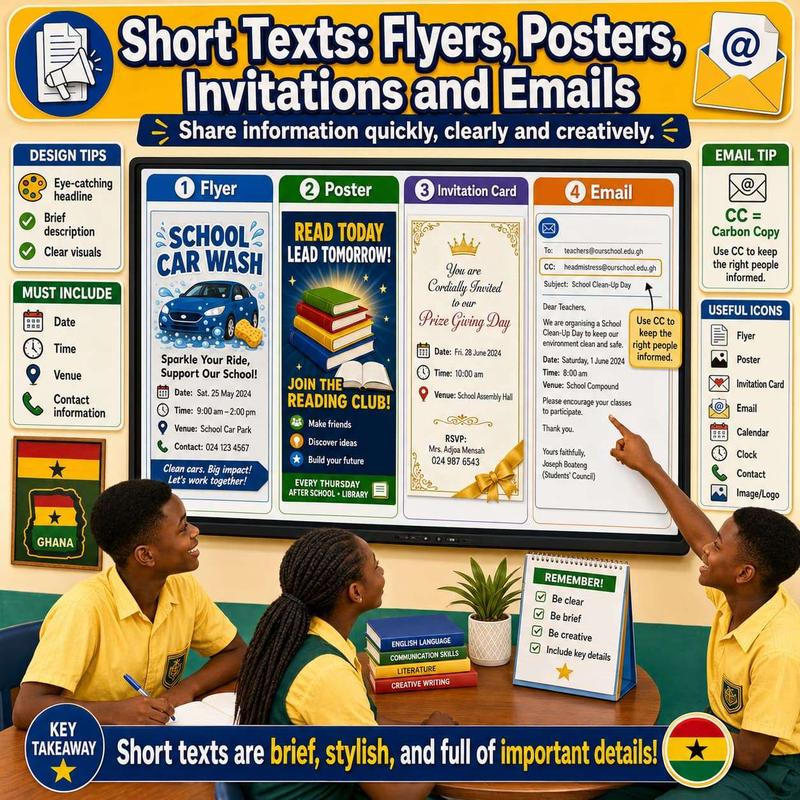 Short Texts: Flyers, Posters,
Invitations and Emails
Share information quickly, clearly and creatively.
@
DESIGN TIPS
Eye-catching
headline
Brief
description
Clear visuals
MUST INCLUDE
Date
Time
Venue
Contact
information
GHANA
1 Flyer
SCHOOL
CAR WASH
Sparkle Your Ride,
Support Our School!
Date: Sat. 25 May 2024
Time: 9:00 am – 2:00 pm
Venue: School Car Park
Contact: 024 123 4567
Clean cars. Big impact!
Let's work together!
2 Poster
READ TODAY
LEAD TOMORROW!
JOIN THE
READING CLUB!
Make friends
Discover ideas
Build your future
EVERY THURSDAY
AFTER SCHOOL • LIBRARY
3 Invitation Card
You are
Cordially Invited
to our
Prize Giving Day
Date: Fri. 28 June 2024
Time: 10:00 am
Venue: School Assembly Hall
RSVP:
Mrs. Adjoa Mensah
024 987 6543
4 Email
To: teachers@ourschool.edu.gh
CC: headmistress@ourschool.edu.gh
Subject: School Clean-Up Day
Dear Teachers,
We are organising a School
Clean-Up Day to keep our
environment clean and safe.
Date: Saturday, 1 June 2024
Time: 8:00 am
Venue: School Compound
Please encourage your classes
to participate.
Thank you.
Yours faithfully,
Joseph Boateng
(Students' Council)
Use CC to
keep the
right people
informed.
EMAIL TIP
CC =
Carbon Copy
Use CC to keep
the right people
informed.
USEFUL ICONS
Flyer
Poster
Invitation Card
Email
Calendar
Clock
Contact
Image/Logo
ENGLISH LANGUAGE
COMMUNICATION SKILLS
LITERATURE
CREATIVE WRITING
REMEMBER!
Be clear
Be brief
Be creative
Include key details
KEY
TAKEAWAY
Short texts are brief, stylish, and full of important details!